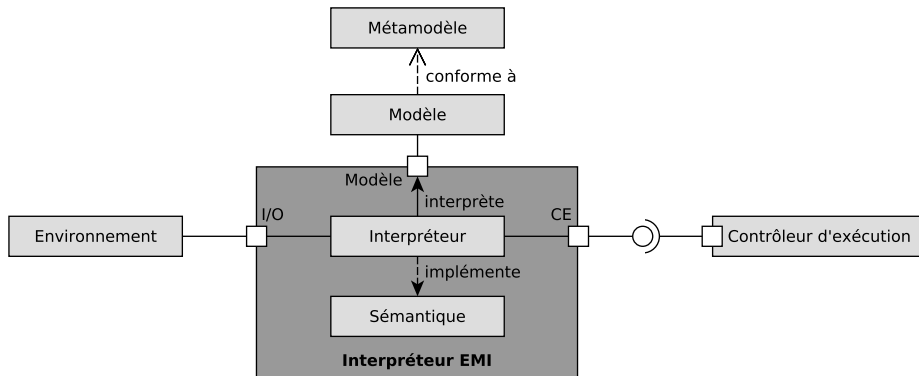 Métamodèle
conforme à
Modèle
Modèle
interprète
I/O
CE
Environnement
Interpréteur
Contrôleur d'exécution
implémente
Sémantique
Interpréteur EMI